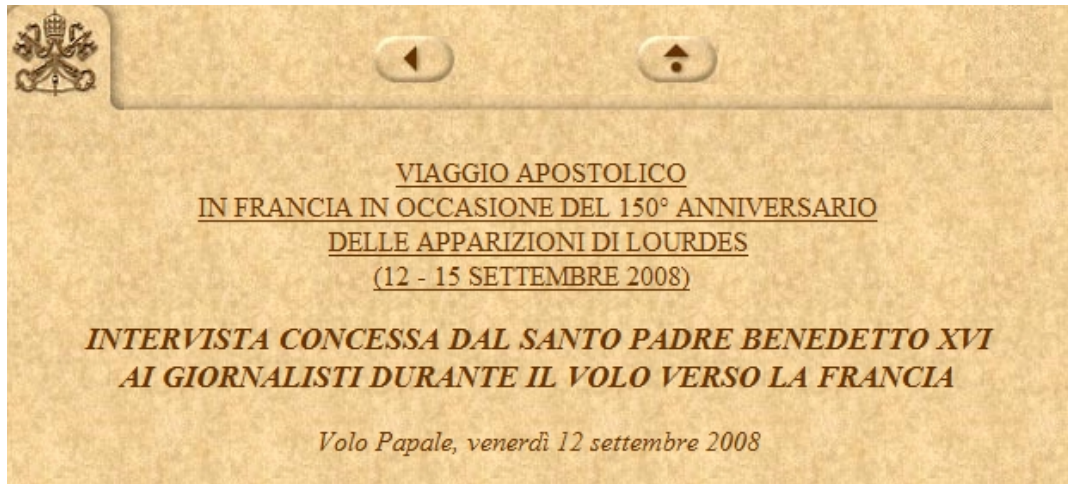 VIAGGIO APOSTOLICO
IN FRANCIA IN OCCASIONE DEL 150° ANNIVERSARIO
DELLE APPARIZIONI DI LOURDES
(12 - 15 SETTEMBRE 2008)
INTERVISTA CONCESSA DAL SANTO PADRE BENEDETTO XVI
AI GIORNALISTI DURANTE IL VOLO VERSO LA FRANCIA
Volo Papale, venerdì 12 settembre 2008